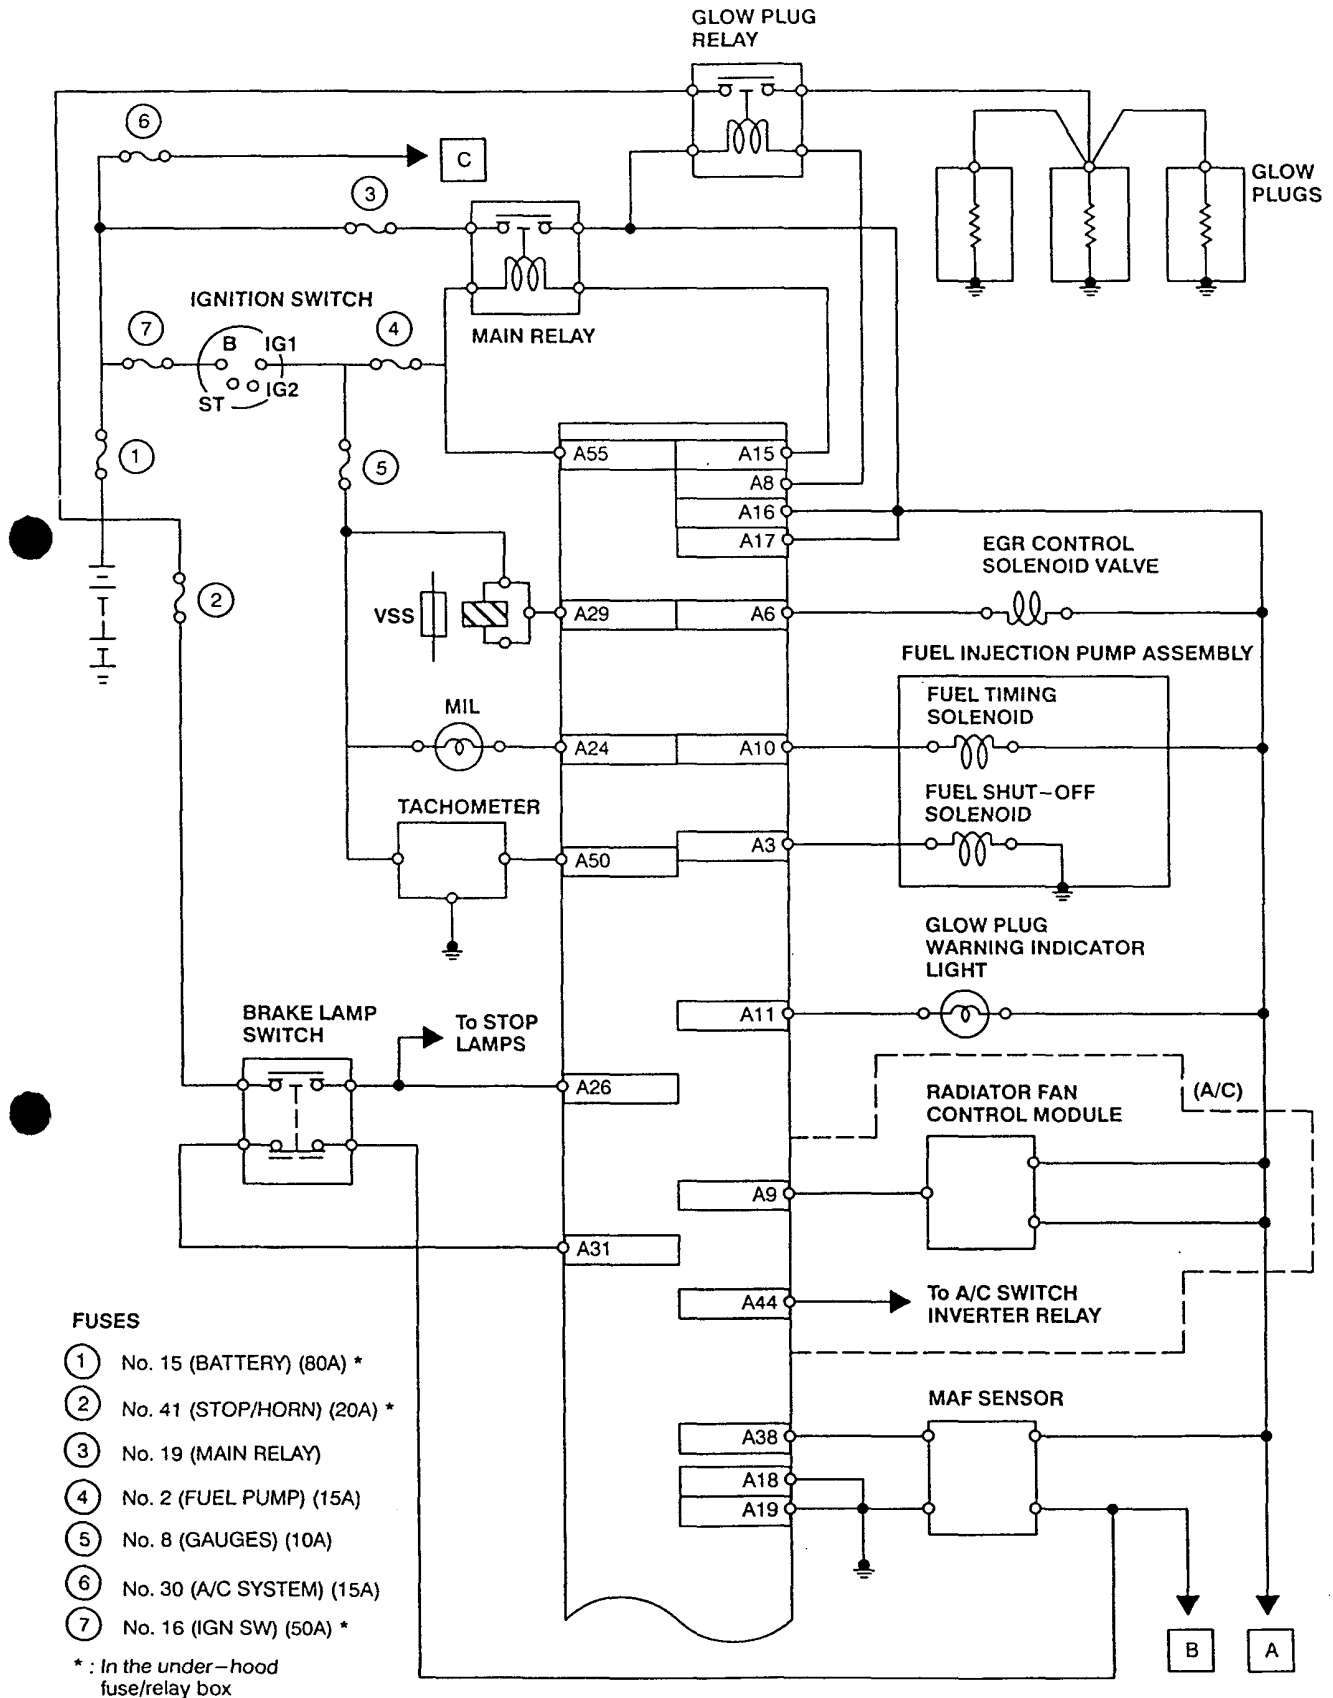 GLOW PLUG
RELAY
6
C
GLOW
PLUGS
3
IGNITION SWITCH
7
B
IG1
4
MAIN RELAY
IG2
ST
1
5
A55
A15
A8
A16
A17
EGR CONTROL
SOLENOID VALVE
2
VSS
A29
A6
FUEL INJECTION PUMP ASSEMBLY
FUEL TIMING
SOLENOID
MIL
A24
A10
FUEL SHUT-OFF
SOLENOID
TACHOMETER
A50
A3
GLOW PLUG
WARNING INDICATOR
LIGHT
BRAKE LAMP
SWITCH
To STOP
LAMPS
A11
A26
RADIATOR FAN
CONTROL MODULE
(A/C)
A9
A31
A44
To A/C SWITCH
INVERTER RELAY
MAF SENSOR
A38
A18
A19
B
A
FUSES
1 No. 15 (BATTERY) (80A) *
2 No. 41 (STOP/HORN) (20A) *
3 No. 19 (MAIN RELAY)
4 No. 2 (FUEL PUMP) (15A)
5 No. 8 (GAUGES) (10A)
6 No. 30 (A/C SYSTEM) (15A)
7 No. 16 (IGN SW) (50A) *
* : In the under-hood
fuse/relay box